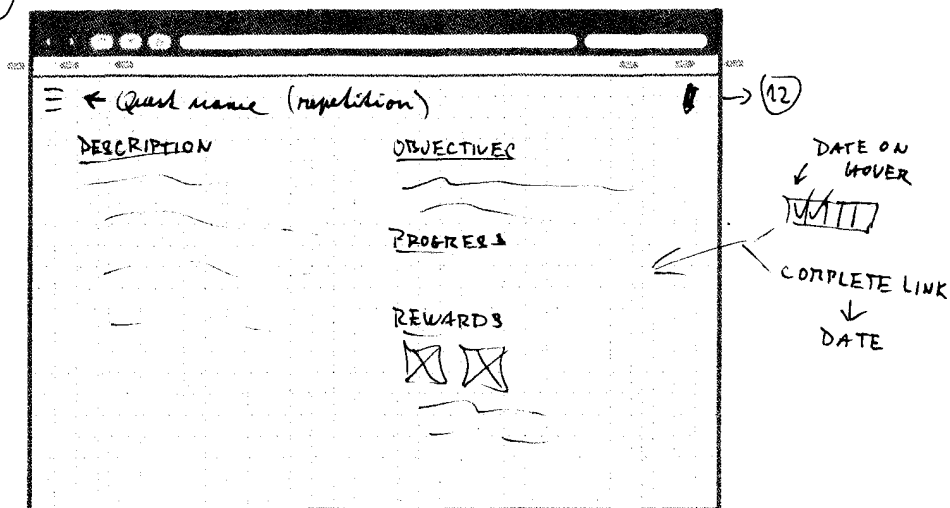 ← Quest name (repetition)
→ 12
DESCRIPTION
OBJECTIVES
PROGRESS
REWARDS
DATE ON
HOVER
COMPLETE LINK
↓
DATE